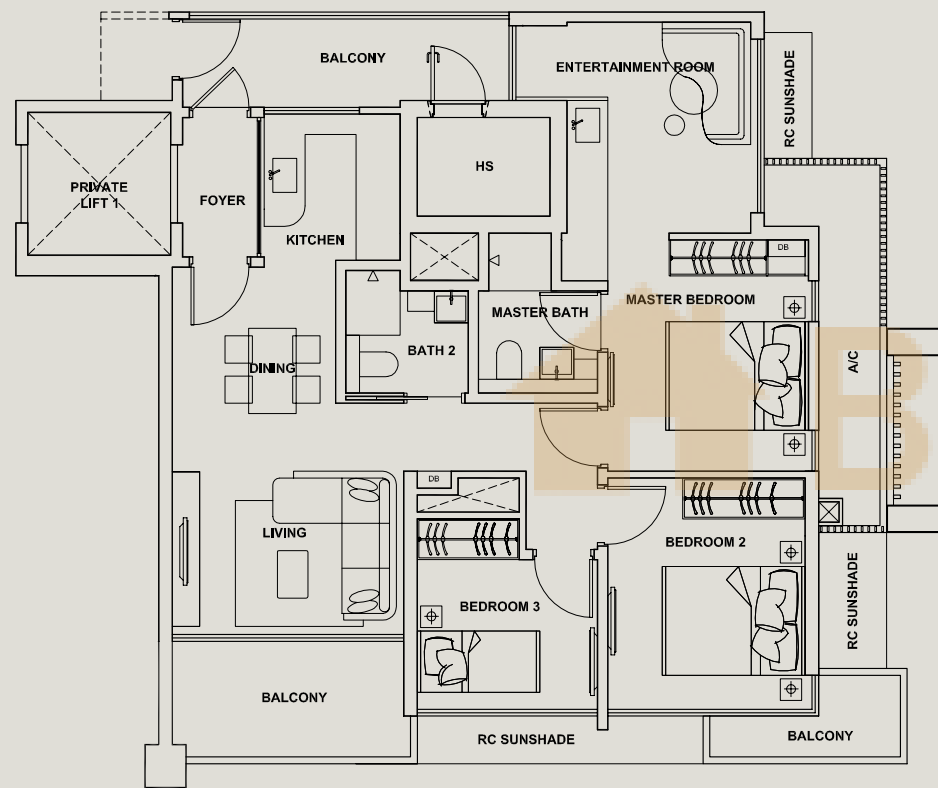 BALCONY
ENTERTAINMENT ROOM
RC SUNSHADE
HS
PRIVATE
LIFT 1
FOYER
KITCHEN
DB
MASTER BEDROOM
MASTER BATH
BATH 2
DINING
A/C
B
DB
LIVING
BEDROOM 2
BEDROOM 3
RC SUNSHADE
BALCONY
RC SUNSHADE
BALCONY